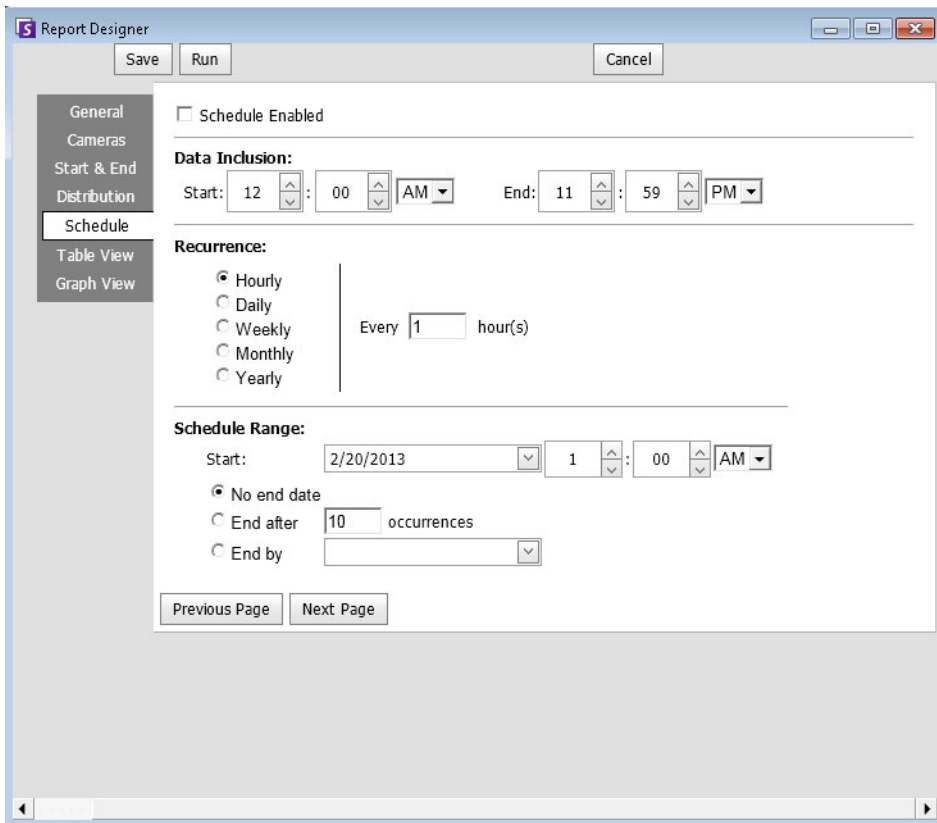 Report Designer
Save Run Cancel
General
Cameras
Start & End
Distribution
Schedule
Table View
Graph View
Schedule Enabled
Data Inclusion:
Start: 12 : 00 AM End: 11 : 59 PM
Recurrence:
Hourly
Daily
Weekly
Monthly
Yearly
Every 1 hour(s)
Schedule Range:
Start: 2/20/2013 1 : 00 AM
No end date
End after 10 occurrences
End by
Previous Page Next Page